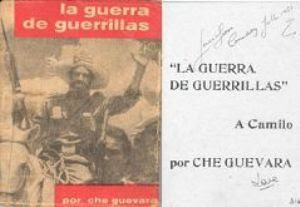 la guerra
de guerrillas
por che guevara
"LA GUERRA
DE GUERRILLAS"
A Camilo
por CHE GUEVARA